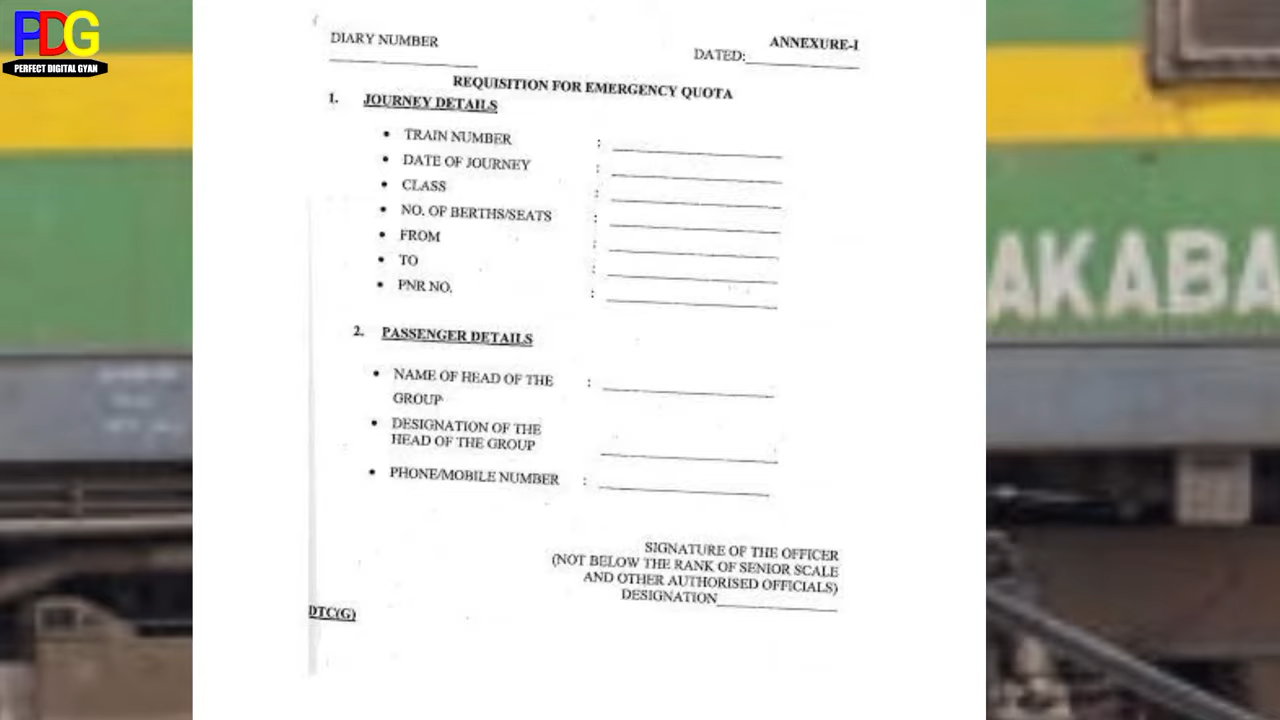 PDG
PERFECT DIGITAL GYAN
DIARY NUMBER
ANNEXURE-I
DATED:
REQUISITION FOR EMERGENCY QUOTA
1. JOURNEY DETAILS
• TRAIN NUMBER :
• DATE OF JOURNEY :
• CLASS :
• NO. OF BERTHS/SEATS :
• FROM :
• TO :
• PNR NO. :
2. PASSENGER DETAILS
• NAME OF HEAD OF THE :
GROUP
• DESIGNATION OF THE
HEAD OF THE GROUP
• PHONE/MOBILE NUMBER :
SIGNATURE OF THE OFFICER
(NOT BELOW THE RANK OF SENIOR SCALE
AND OTHER AUTHORISED OFFICIALS)
DESIGNATION
DTC(G)
AKABA